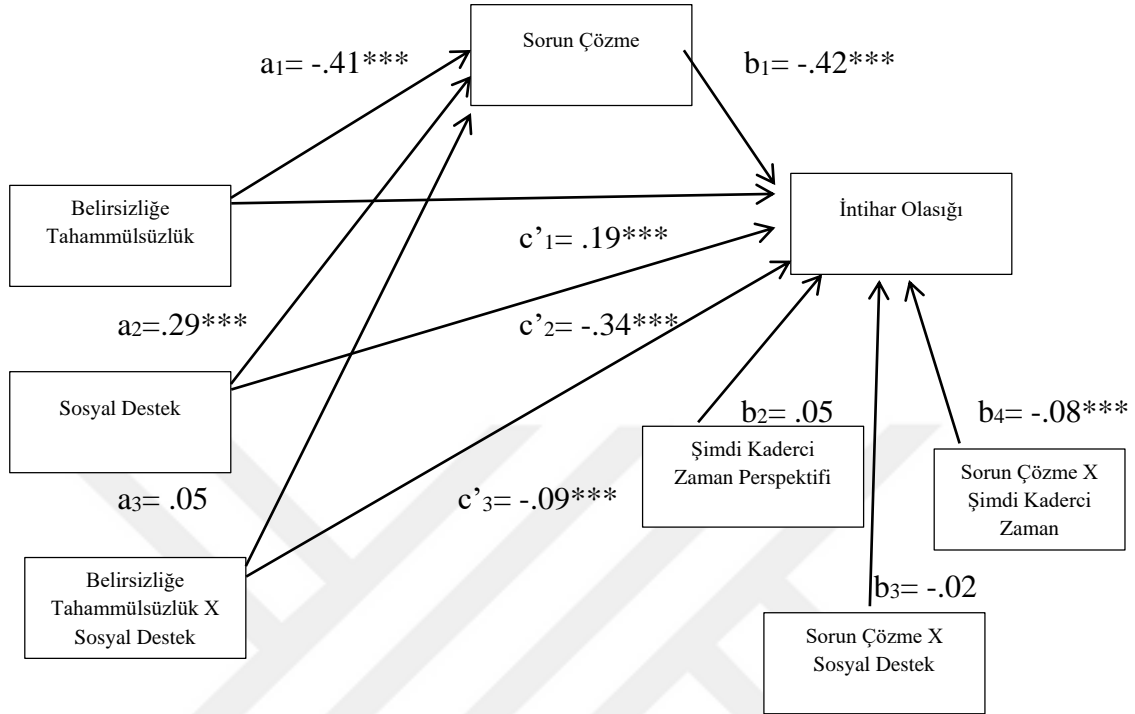 Sorun Çözme
a1= -.41***
b1= -.42***
Belirsizliğe
Tahammülsüzlük
İntihar Olasığı
c’1= .19***
a2=.29***
c’2= -.34***
Sosyal Destek
b2= .05
b4= -.08***
Şimdi Kaderci
Zaman Perspektifi
Sorun Çözme X
Şimdi Kaderci
Zaman
a3= .05
c’3= -.09***
Belirsizliğe
Tahammülsüzlük X
Sosyal Destek
b3= -.02
Sorun Çözme X
Sosyal Destek